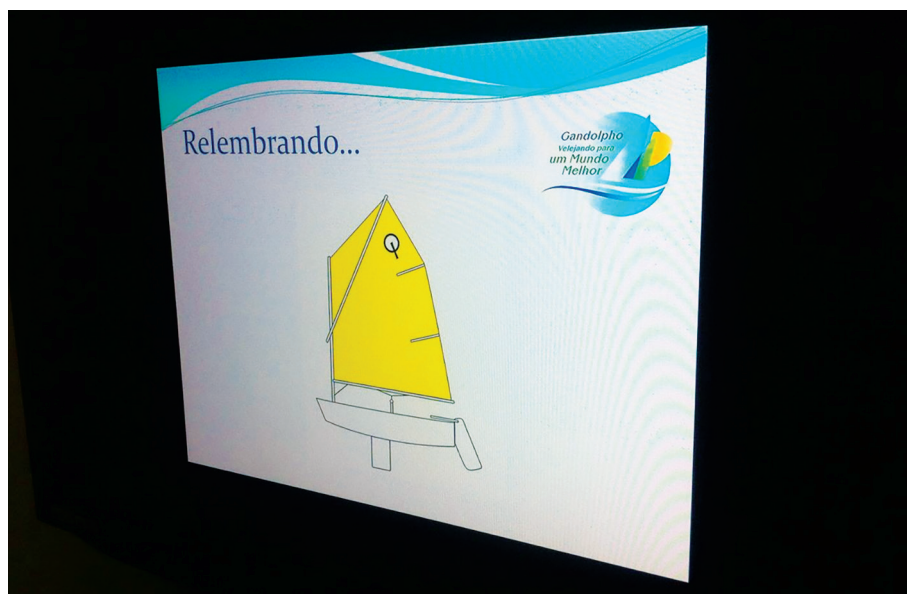 Relembrando...
Gandolpho
Velejando para
um Mundo
Melhor